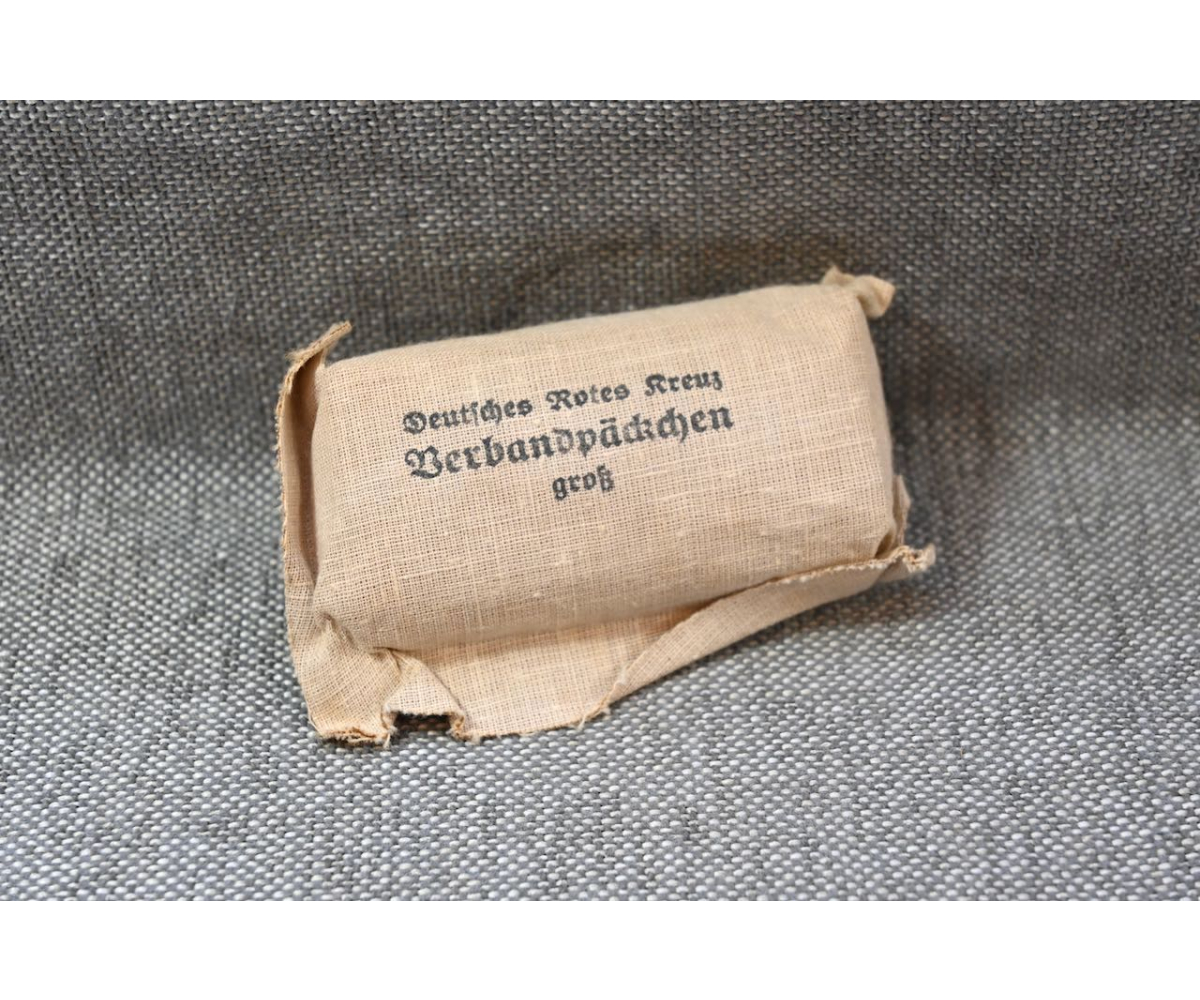 Deutsches Rotes Kreuz
Verbandpäckchen
groß